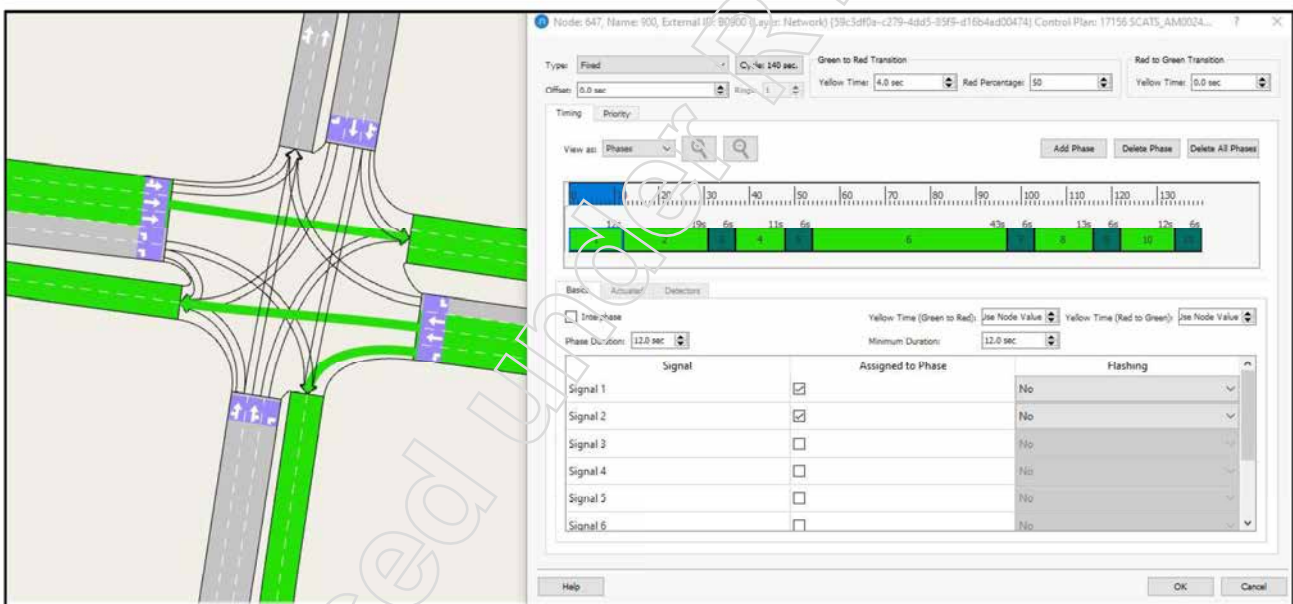 Node: 647, Name: 900, External ID: B0900 (Layer: Network) {59c3df0a-c279-4dd5-85f9-d16b4ad00474} Control Plan: 17156 SCATS_AM0024... ? ×
Type: Fixed Cycle: 140 sec. Green to Red Transition Red to Green Transition
Yellow Time: 4.0 sec Red Percentage: 50 Yellow Time: 0.0 sec
Offset: 0.0 sec Rings: 1
Timing Priority
View as: Phases Add Phase Delete Phase Delete All Phases
0 10 20 30 40 50 60 70 80 90 100 110 120 130
12s 19s 6s 11s 6s 43s 6s 13s 6s 12s 6s
1 2 3 4 5 6 7 8 9 10 11
Basics Actuated Detectors
Interphase Yellow Time (Green to Red): Use Node Value Yellow Time (Red to Green): Use Node Value
Phase Duration: 12.0 sec Minimum Duration: 12.0 sec
Signal Assigned to Phase Flashing
Signal 1 No
Signal 2 No
Signal 3 No
Signal 4 No
Signal 5 No
Signal 6 No
Help OK Cancel
sed under R